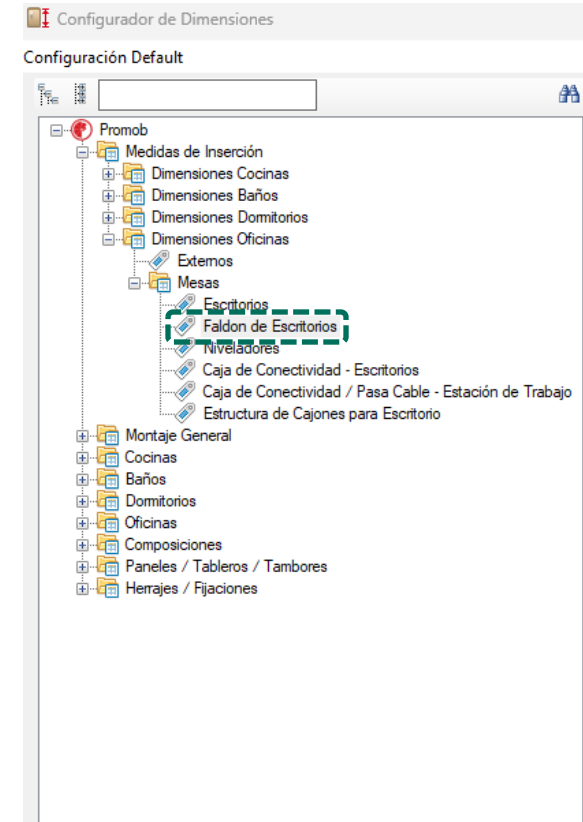 Configurador de Dimensiones
Configuración Default
Promob
Medidas de Inserción
Dimensiones Cocinas
Dimensiones Baños
Dimensiones Dormitorios
Dimensiones Oficinas
Externos
Mesas
Escritorios
Faldon de Escritorios
Niveladores
Caja de Conectividad - Escritorios
Caja de Conectividad / Pasa Cable - Estación de Trabajo
Estructura de Cajones para Escritorio
Montaje General
Cocinas
Baños
Dormitorios
Oficinas
Composiciones
Paneles / Tableros / Tambores
Herrajes / Fijaciones